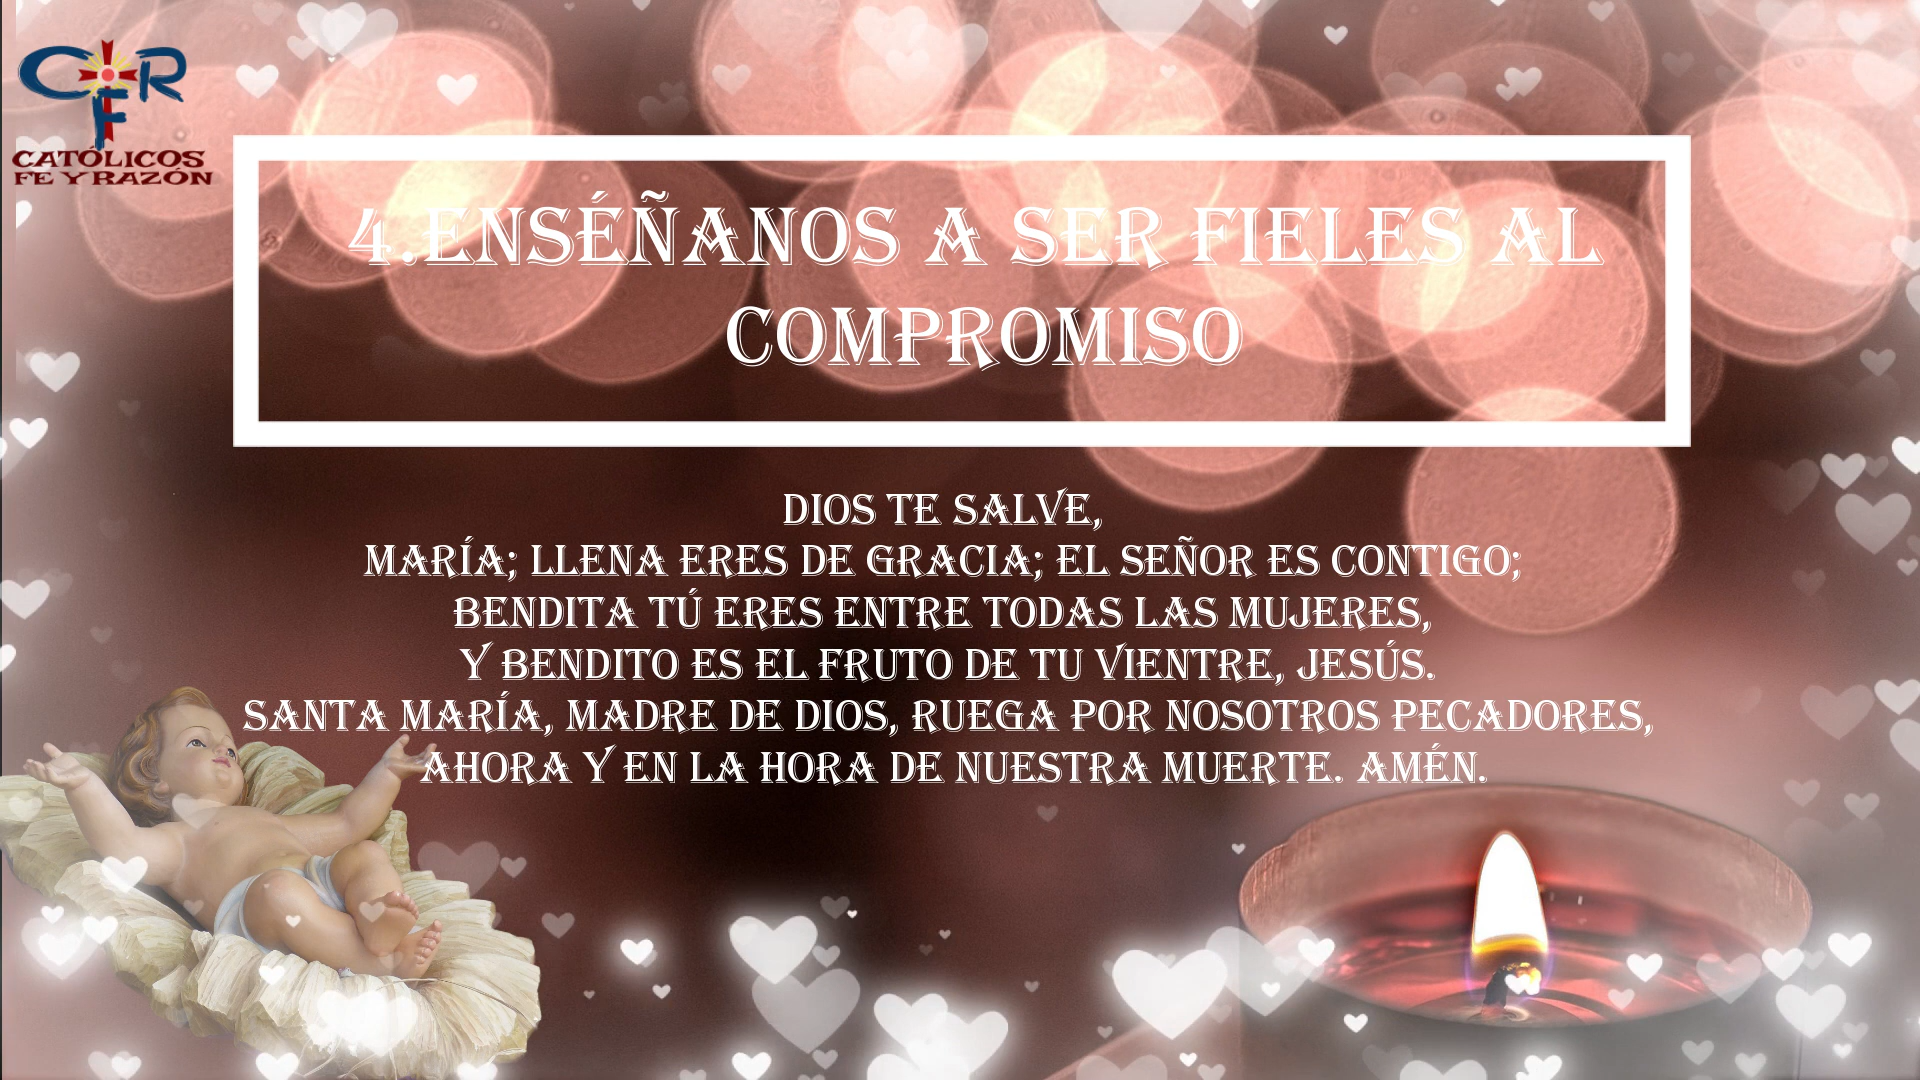 CFR
CATÓLICOS
FE Y RAZÓN
4.ENSÉÑANOS A SER FIELES AL
COMPROMISO
DIOS TE SALVE,
MARÍA; LLENA ERES DE GRACIA; EL SEÑOR ES CONTIGO;
BENDITA TÚ ERES ENTRE TODAS LAS MUJERES,
Y BENDITO ES EL FRUTO DE TU VIENTRE, JESÚS.
SANTA MARÍA, MADRE DE DIOS, RUEGA POR NOSOTROS PECADORES,
AHORA Y EN LA HORA DE NUESTRA MUERTE. AMÉN.